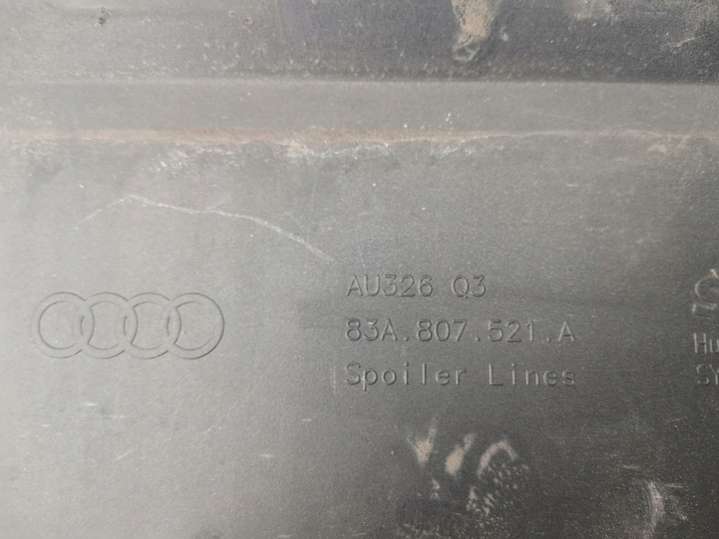 AU326 Q3
83A.807.521.A
Spoiler Lines